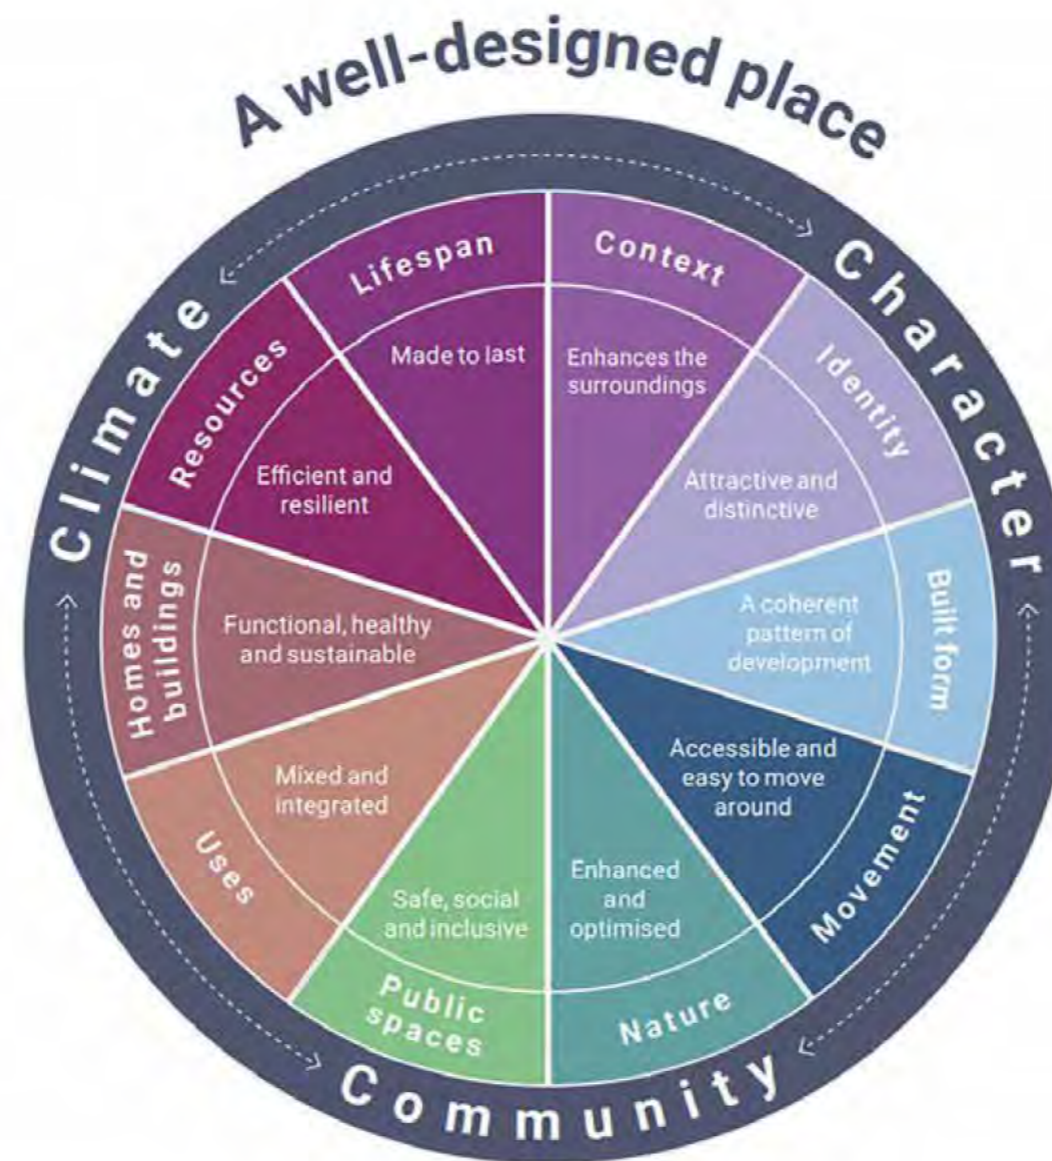 A well-designed place
Climate
Character
Community
Context
Enhances the
surroundings
Identity
Attractive and
distinctive
Built form
A coherent
pattern of
development
Movement
Accessible and
easy to move
around
Nature
Enhanced
and
optimised
Public
spaces
Safe, social
and inclusive
Uses
Mixed and
integrated
Homes and
buildings
Functional, healthy
and sustainable
Resources
Efficient and
resilient
Lifespan
Made to last